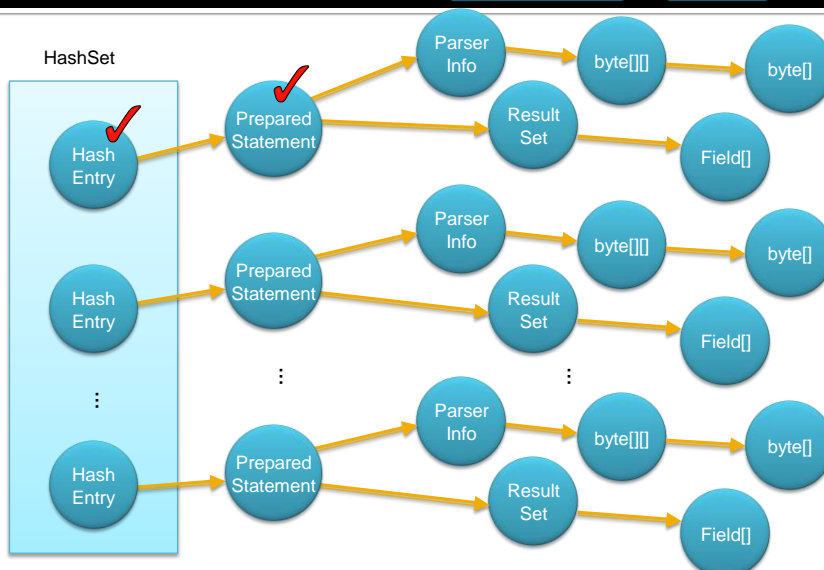 HashSet
Parser
Info
byte[][]
byte[]
Hash
Entry
Prepared
Statement
Result
Set
Field[]
Parser
Info
byte[][]
byte[]
Hash
Entry
Prepared
Statement
Result
Set
Field[]
...
...
...
Parser
Info
byte[][]
byte[]
Hash
Entry
Prepared
Statement
Result
Set
Field[]